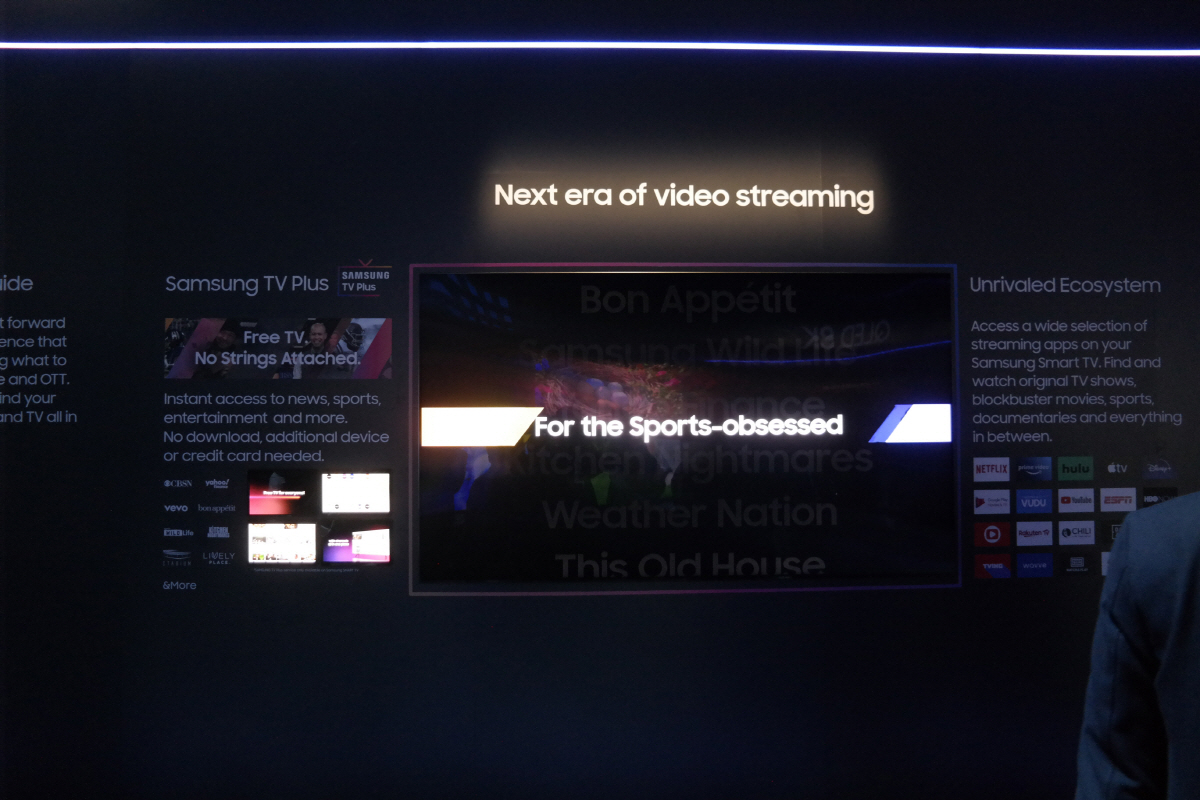 Next era of video streaming
ide
t forward
ence that
g what to
e and OTT.
ind your
and TV all in
Samsung TV Plus
SAMSUNG
TV Plus
Free TV,
No Strings Attached.
Instant access to news, sports,
entertainment and more.
No download, additional device
or credit card needed.
CBSN
yahoo!
vevo
bon appétit
STADIUM
LIVELY
PLACE
&More
Bon Appétit
QLED 8K
Samsung Wild Life
For the Sports-obsessed
Kitchen Nightmares
Weather Nation
This Old House
Unrivaled Ecosystem
Access a wide selection of
streaming apps on your
Samsung Smart TV. Find and
watch original TV shows,
blockbuster movies, sports,
documentaries and everything
in between.
NETFLIX
prime video
hulu
tv
Disney+
VUDU
YouTube
ESPN
HBO
Rakuten TV
CHILI
TVING